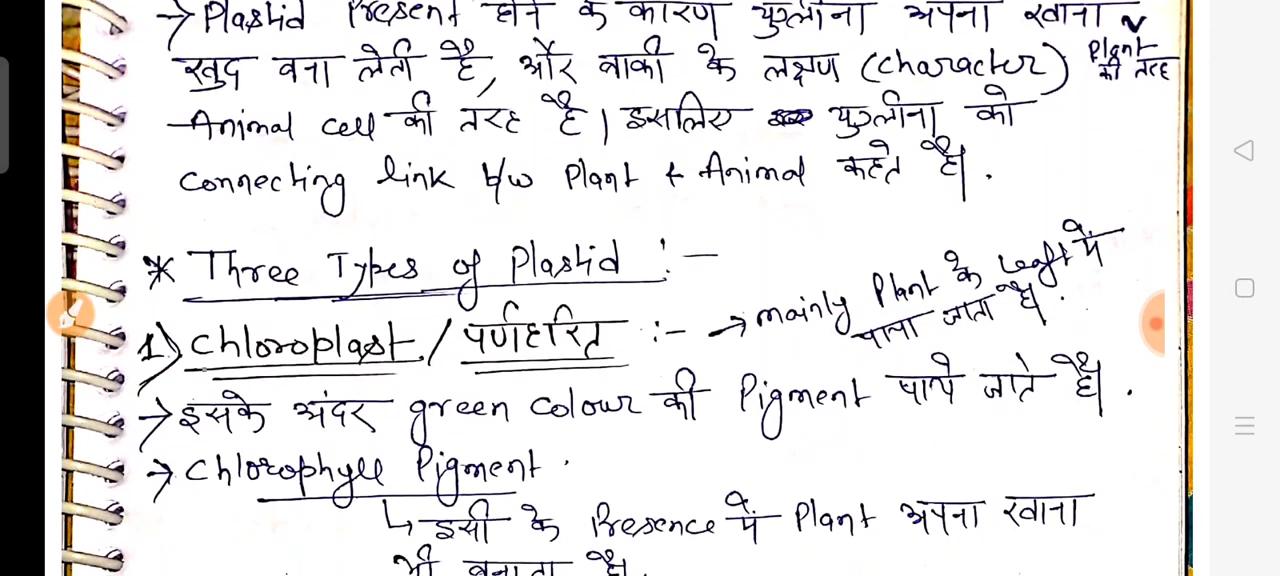 → Plastid Present होने के कारण युग्लीना अपना खाना
खुद बना लेती है, और बाकी के लक्षण (character) Plant की तरह
Animal cell की तरह है। इसलिए युग्लीना को
connecting link b/w Plant & Animal कहते है।
* Three Types of Plastid :-
1) Chloroplast / पर्णहरित :- → mainly Plant के Leaf में पाया जाता है।
→ इसके अंदर green colour की Pigment पाये जाते है।
→ Chlorophyll Pigment.
↳ इसी के Presence में Plant अपना खाना
भी बनाता है।